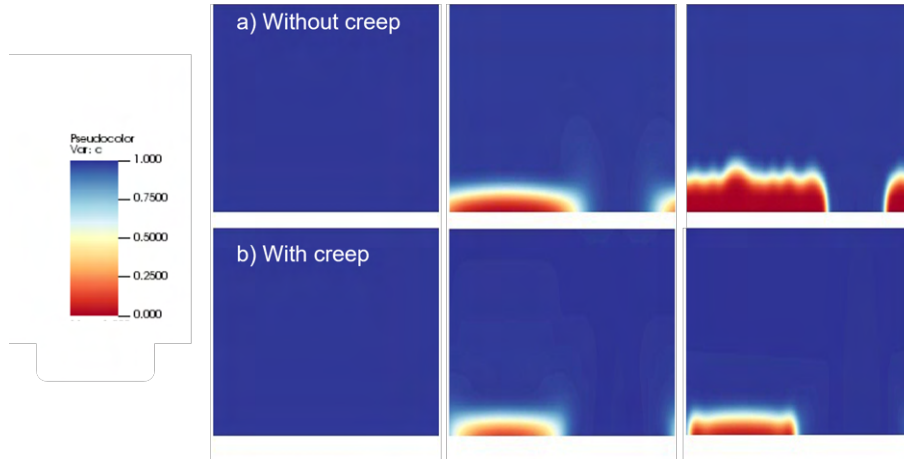 a) Without creep
Pseudocolor
Var: c
1.000
0.7500
0.5000
0.2500
0.000
b) With creep